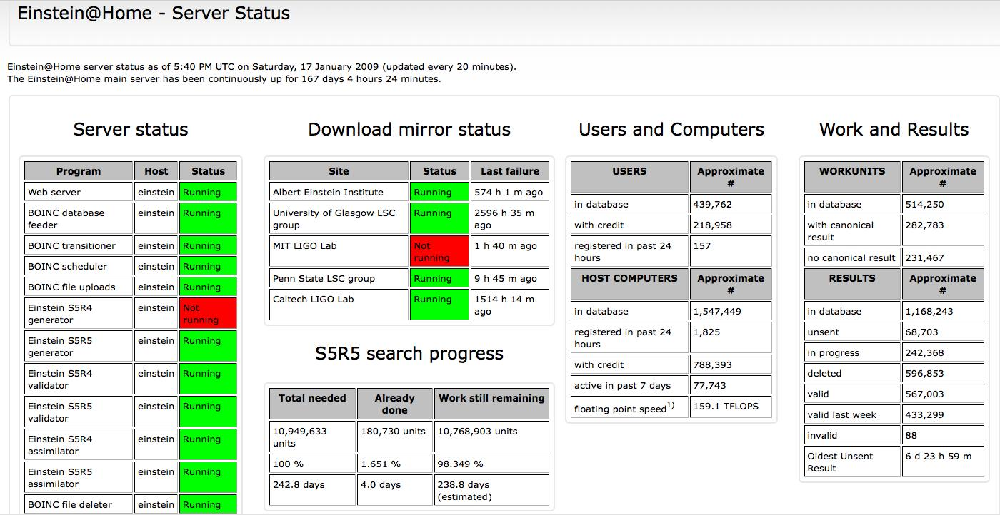 Einstein@Home - Server Status
Einstein@Home server status as of 5:40 PM UTC on Saturday, 17 January 2009 (updated every 20 minutes).
The Einstein@Home main server has been continuously up for 167 days 4 hours 24 minutes.
Server status
Program Host Status
Web server einstein Running
BOINC database einstein Running
feeder
BOINC transitioner einstein Running
BOINC scheduler einstein Running
BOINC file uploads einstein Running
Einstein S5R4 einstein Not
generator running
Einstein S5R5 einstein Running
generator
Einstein S5R4 einstein Running
validator
Einstein S5R5 einstein Running
validator
Einstein S5R4 einstein Running
assimilator
Einstein S5R5 einstein Running
assimilator
BOINC file deleter einstein Running
Download mirror status
Site Status Last failure
Albert Einstein Institute Running 574 h 1 m ago
University of Glasgow LSC Running 2596 h 35 m
group ago
MIT LIGO Lab Not 1 h 40 m ago
running
Penn State LSC group Running 9 h 45 m ago
Caltech LIGO Lab Running 1514 h 14 m
ago
S5R5 search progress
Total needed Already Work still remaining
done
10,949,633 180,730 units 10,768,903 units
units
100 % 1.651 % 98.349 %
242.8 days 4.0 days 238.8 days
(estimated)
Users and Computers
USERS Approximate
#
in database 439,762
with credit 218,958
registered in past 24 157
hours
HOST COMPUTERS Approximate
#
in database 1,547,449
registered in past 24 1,825
hours
with credit 788,393
active in past 7 days 77,743
floating point speed1) 159.1 TFLOPS
Work and Results
WORKUNITS Approximate
#
in database 514,250
with canonical 282,783
result
no canonical result 231,467
RESULTS Approximate
#
in database 1,168,243
unsent 68,703
in progress 242,368
deleted 596,853
valid 567,003
valid last week 433,299
invalid 88
Oldest Unsent 6 d 23 h 59 m
Result